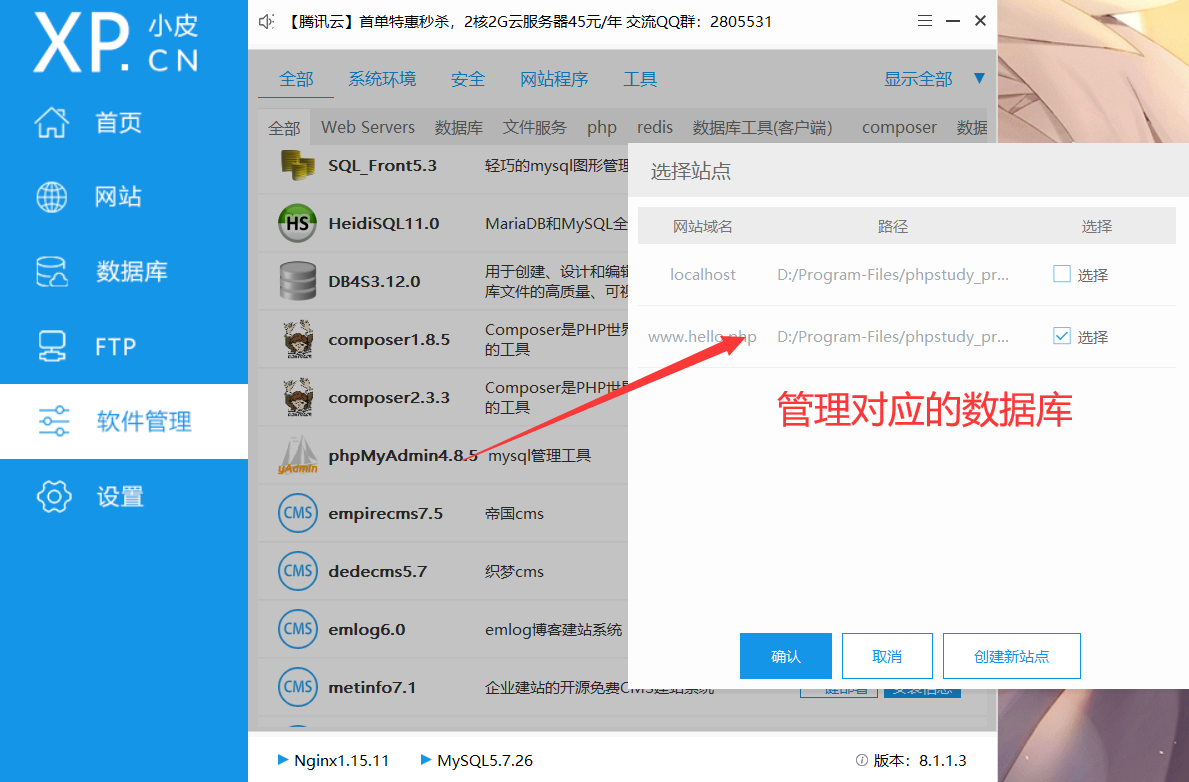 XP.CN 小皮
【腾讯云】首单特惠秒杀，2核2G云服务器45元/年 交流QQ群：2805531
首页
网站
数据库
FTP
软件管理
设置
全部 系统环境 安全 网站程序 工具 显示全部
全部 Web Servers 数据库 文件服务 php redis 数据库工具(客户端) composer 数据
SQL_Front5.3 轻巧的mysql图形管理
HeidiSQL11.0 MariaDB和MySQL全
DB4S3.12.0 用于创建、设计和编辑
库文件的高质量、可视
composer1.8.5 Composer是PHP世界
的工具
composer2.3.3 Composer是PHP世界
的工具
phpMyAdmin4.8.5 mysql管理工具
yAdmin
CMS empirecms7.5 帝国cms
CMS dedecms5.7 织梦cms
CMS emlog6.0 emlog博客建站系统
CMS metinfo7.1 企业建站的开源免费CMS建站系统
HS
选择站点
网站域名 路径 选择
localhost D:/Program-Files/phpstudy_pr... 选择
www.hello.php D:/Program-Files/phpstudy_pr... 选择
管理对应的数据库
确认 取消 创建新站点
Nginx1.15.11 MySQL5.7.26 版本：8.1.1.3